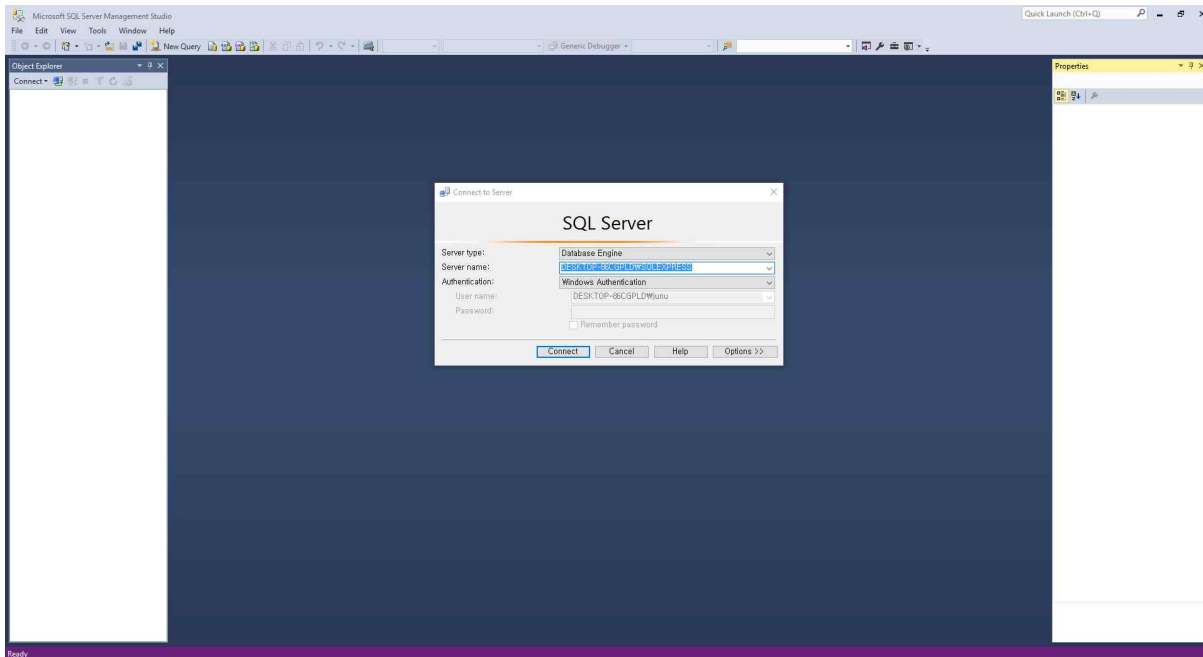 Microsoft SQL Server Management Studio
Quick Launch (Ctrl+Q)
File Edit View Tools Window Help
New Query
Generic Debugger
Object Explorer
Properties
Connect
Connect to Server
SQL Server
Server type: Database Engine
Server name: DESKTOP-86CGPLD₩SQLEXPRESS
Authentication: Windows Authentication
User name: DESKTOP-86CGPLD₩junu
Password:
Remember password
Connect Cancel Help Options >>
Ready